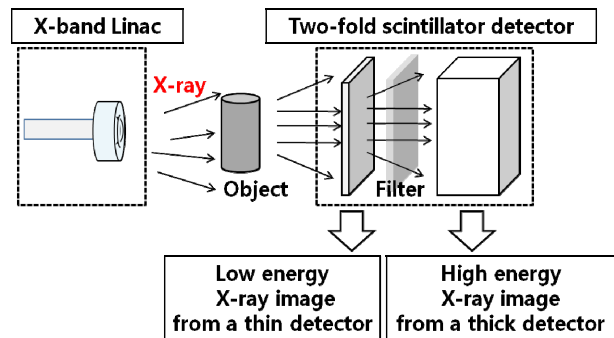 X-band Linac
Two-fold scintillator detector
X-ray
Object
Filter
Low energy
X-ray image
from a thin detector
High energy
X-ray image
from a thick detector